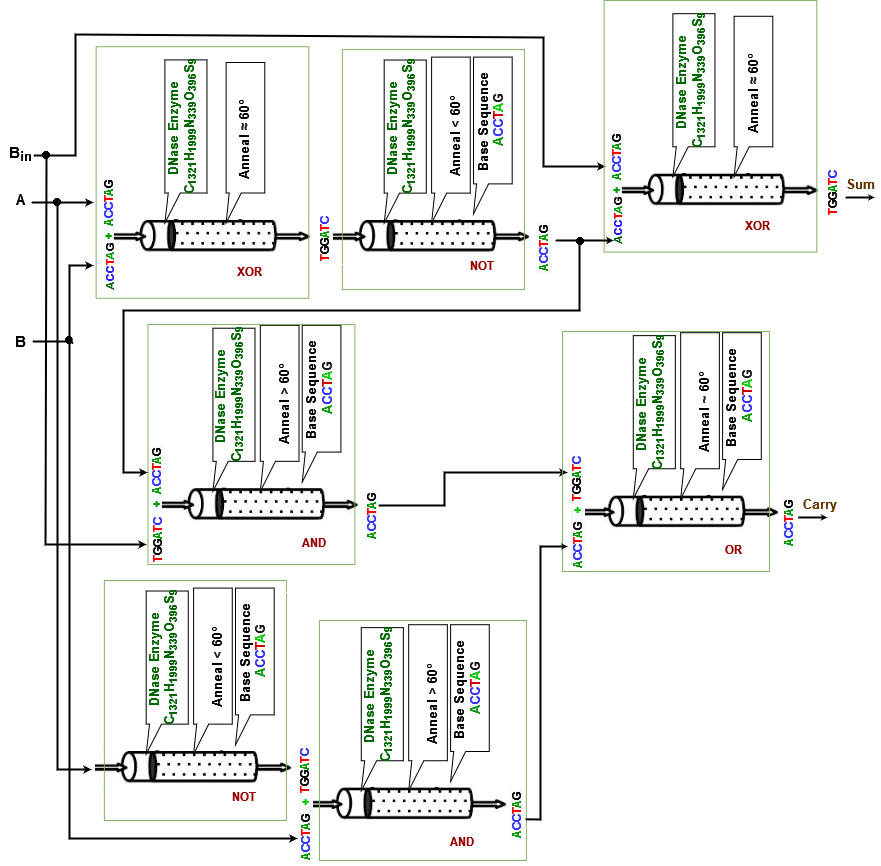 B_in
A
B
ACCTAG + ACCTAG
DNase Enzyme
C1321H1999N339O396S9
Anneal ≈ 60°
XOR
TGGATC
DNase Enzyme
C1321H1999N339O396S9
Anneal < 60°
Base Sequence
ACCTAG
NOT
ACCTAG
ACCTAG + ACCTAG
DNase Enzyme
C1321H1999N339O396S9
Anneal ≈ 60°
XOR
TGGATC
Sum
TGGATC + ACCTAG
DNase Enzyme
C1321H1999N339O396S9
Anneal > 60°
Base Sequence
ACCTAG
AND
ACCTAG
ACCTAG + TGGATC
DNase Enzyme
C1321H1999N339O396S9
Anneal ~ 60°
Base Sequence
ACCTAG
OR
ACCTAG
Carry
DNase Enzyme
C1321H1999N339O396S9
Anneal < 60°
Base Sequence
ACCTAG
NOT
ACCTAG + TGGATC
DNase Enzyme
C1321H1999N339O396S9
Anneal > 60°
Base Sequence
ACCTAG
AND
ACCTAG